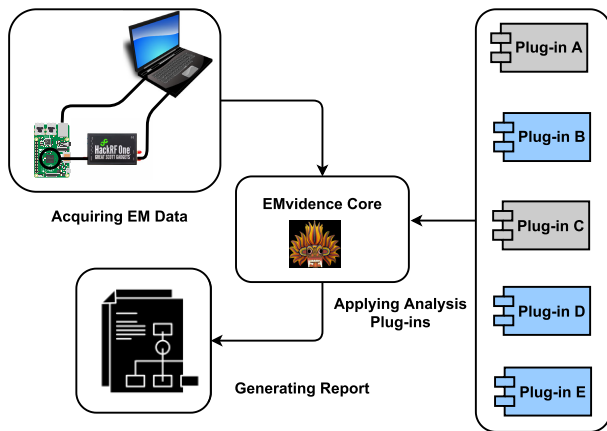 HackRF One
GREAT SCOTT GADGETS
Acquiring EM Data
EMvidence Core
Applying Analysis
Plug-ins
Generating Report
Plug-in A
Plug-in B
Plug-in C
Plug-in D
Plug-in E